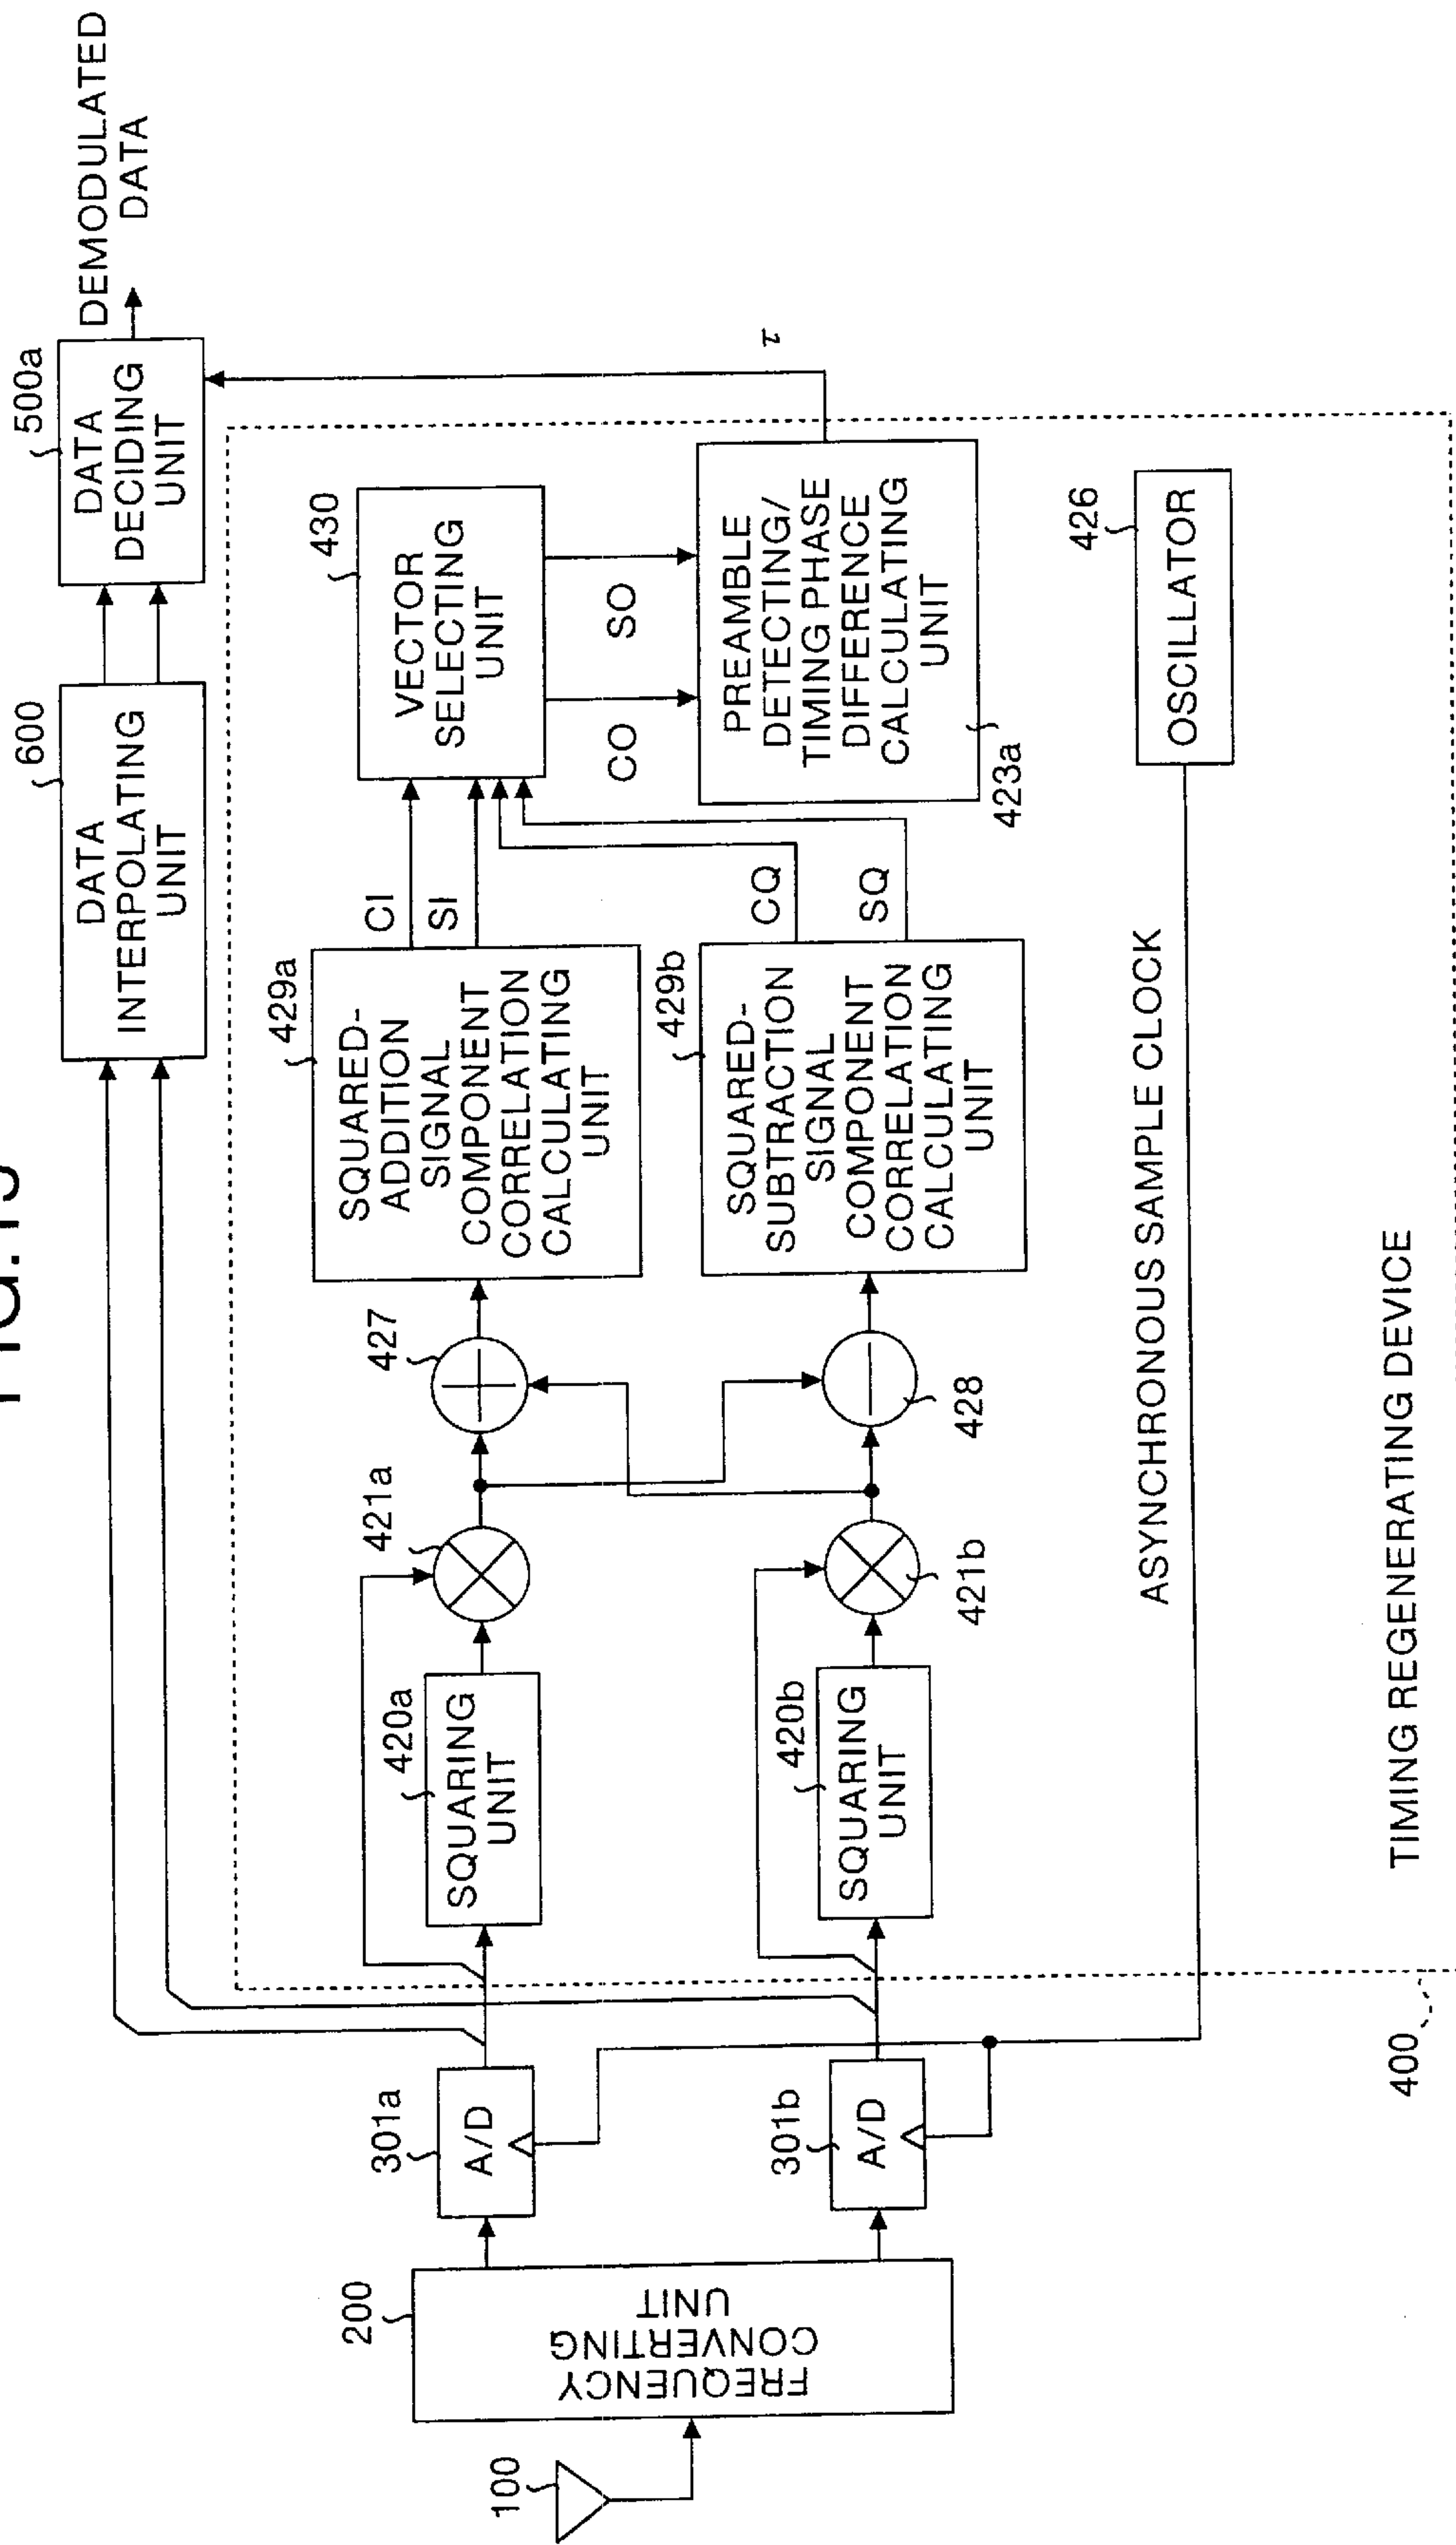 100
200
FREQUENCY
CONVERTING
UNIT
301a
A/D
301b
A/D
420a
SQUARING
UNIT
420b
SQUARING
UNIT
421a
421b
427
428
429a
SQUARED-
ADDITION
SIGNAL
COMPONENT
CORRELATION
CALCULATING
UNIT
429b
SQUARED-
SUBTRACTION
SIGNAL
COMPONENT
CORRELATION
CALCULATING
UNIT
CI
SI
CQ
SQ
430
VECTOR
SELECTING
UNIT
CO
SO
PREAMBLE
DETECTING/
TIMING PHASE
DIFFERENCE
CALCULATING
UNIT
423a
τ
600
DATA
INTERPOLATING
UNIT
500a
DATA
DECIDING
UNIT
DEMODULATED
DATA
426
OSCILLATOR
ASYNCHRONOUS SAMPLE CLOCK
400
TIMING REGENERATING DEVICE